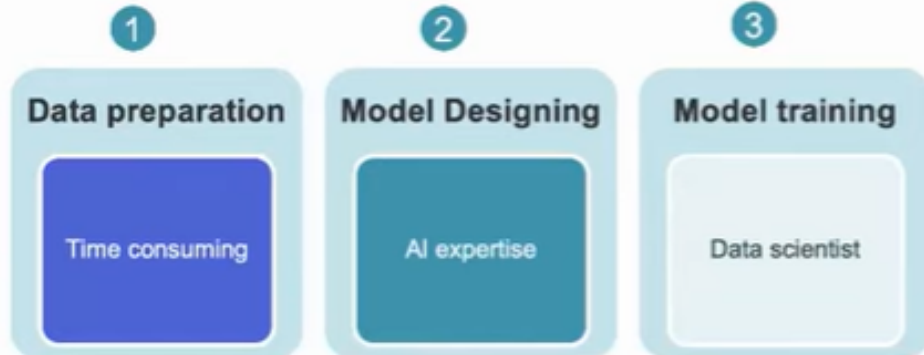 1
2
3
Data preparation
Model Designing
Model training
Time consuming
AI expertise
Data scientist